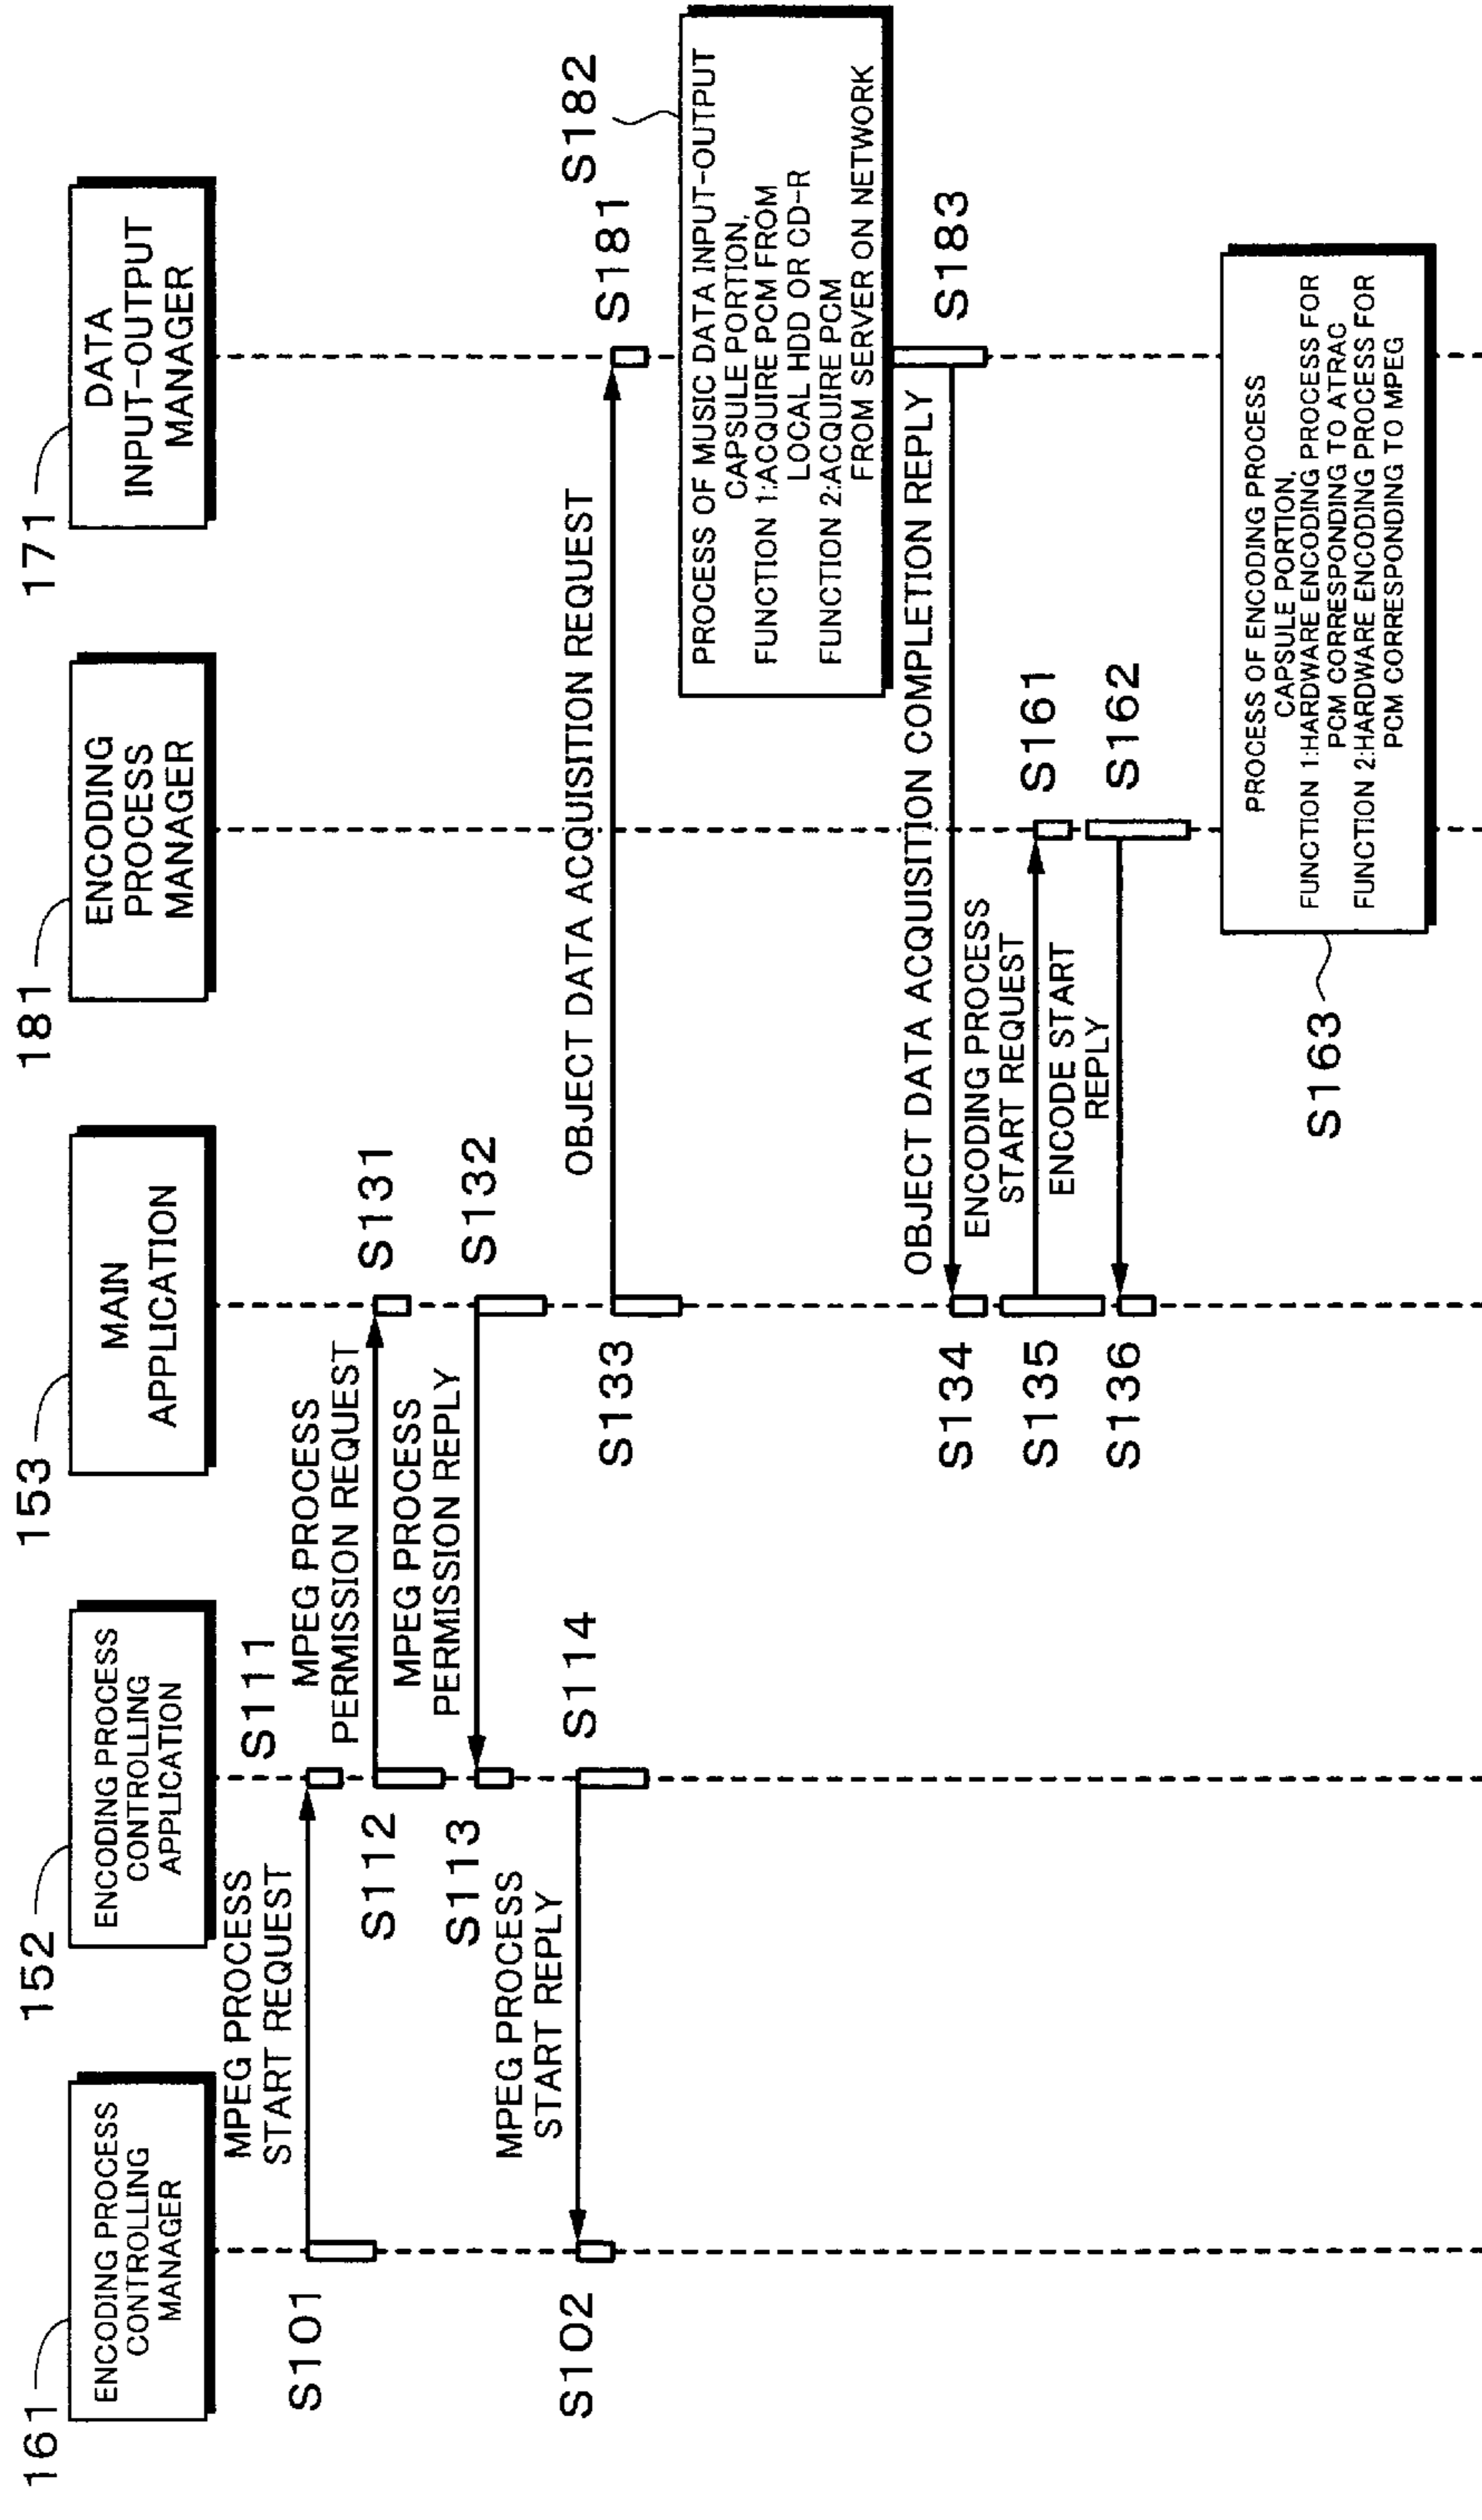 161
ENCODING PROCESS
CONTROLLING
MANAGER
152
ENCODING PROCESS
CONTROLLING
APPLICATION
153
MAIN
APPLICATION
181
ENCODING
PROCESS
MANAGER
171
DATA
INPUT-OUTPUT
MANAGER
S101
MPEG PROCESS
START REQUEST
S111
S112
MPEG PROCESS
PERMISSION REQUEST
S131
S113
MPEG PROCESS
PERMISSION REPLY
S132
S102
MPEG PROCESS
START REPLY
S114
S133
OBJECT DATA ACQUISITION REQUEST
S181
S182
PROCESS OF MUSIC DATA INPUT-OUTPUT
CAPSULE PORTION,
FUNCTION 1:ACQUIRE PCM FROM
LOCAL HDD OR CD-R
FUNCTION 2:ACQUIRE PCM
FROM SERVER ON NETWORK
S134
OBJECT DATA ACQUISITION COMPLETION REPLY
S183
S135
ENCODING PROCESS
START REQUEST
S161
S136
ENCODE START
REPLY
S162
S163
PROCESS OF ENCODING PROCESS
CAPSULE PORTION,
FUNCTION 1:HARDWARE ENCODING PROCESS FOR
PCM CORRESPONDING TO ATRAC
FUNCTION 2:HARDWARE ENCODING PROCESS FOR
PCM CORRESPONDING TO MPEG